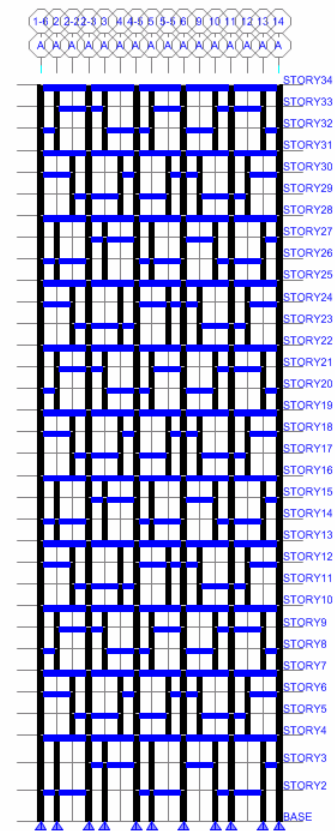 1-6 2 2-2 2-3 3 4 4-5 5 5-5 6 9 10 11 12 13 14
A A A A A A A A A A A A A A A A
STORY34
STORY33
STORY32
STORY31
STORY30
STORY29
STORY28
STORY27
STORY26
STORY25
STORY24
STORY23
STORY22
STORY21
STORY20
STORY19
STORY18
STORY17
STORY16
STORY15
STORY14
STORY13
STORY12
STORY11
STORY10
STORY9
STORY8
STORY7
STORY6
STORY5
STORY4
STORY3
STORY2
BASE